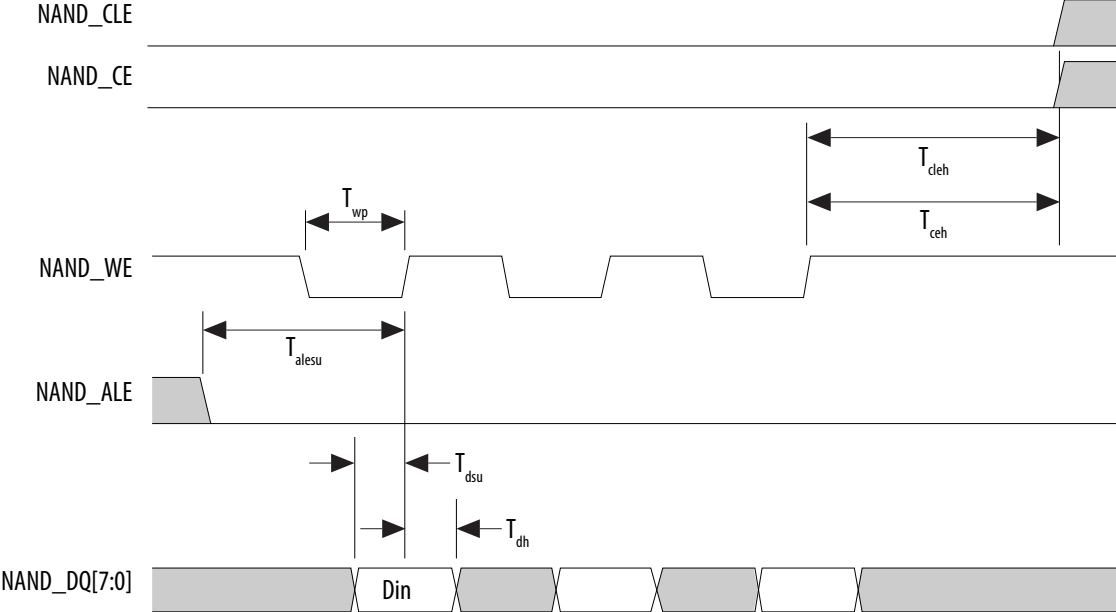 NAND_CLE
NAND_CE
T_cleh
T_wp
T_ceh
NAND_WE
T_alesu
NAND_ALE
T_dsu
T_dh
NAND_DQ[7:0]
Din